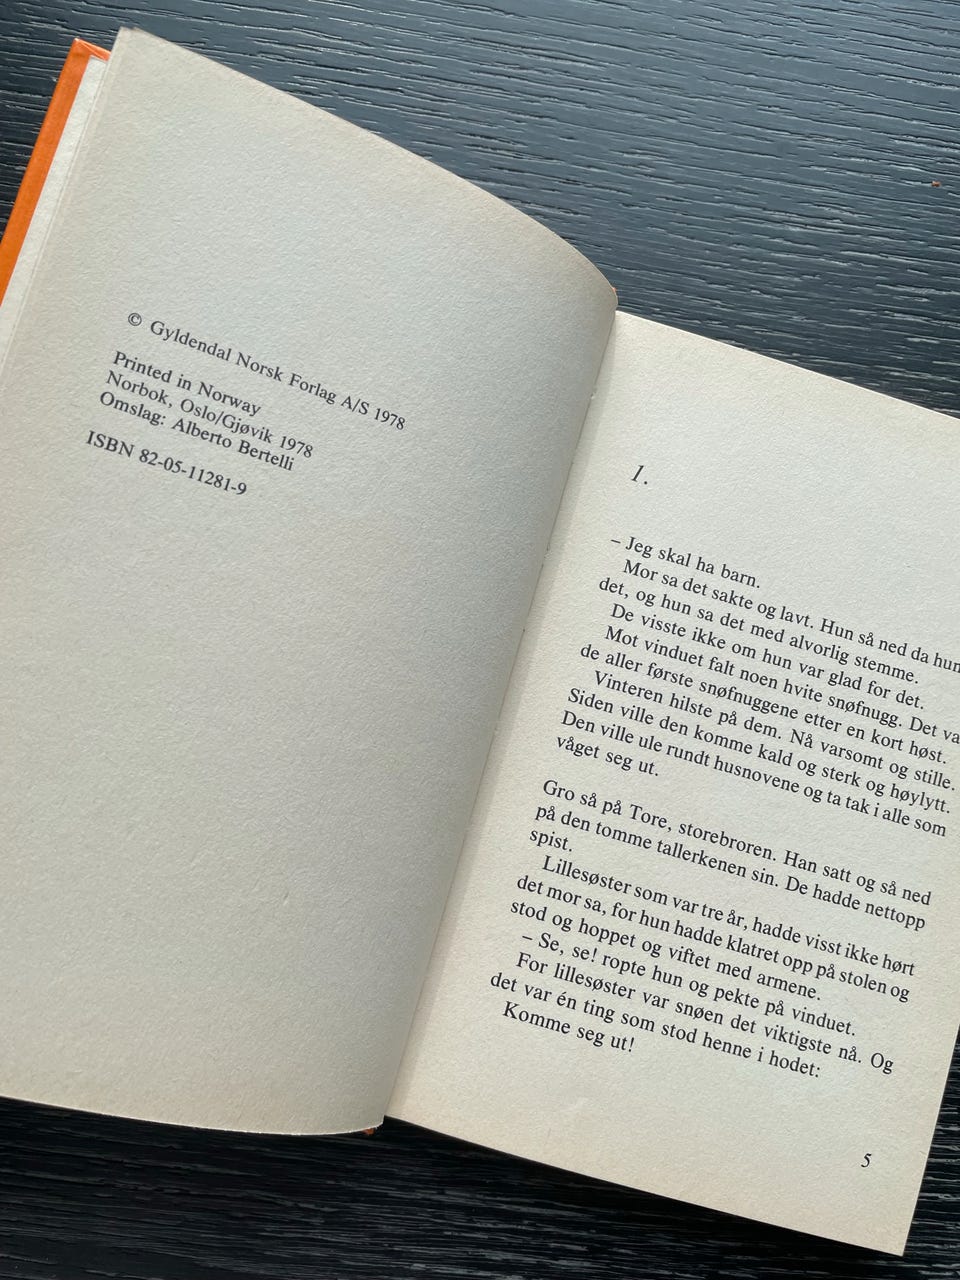 © Gyldendal Norsk Forlag A/S 1978
Printed in Norway
Norbok, Oslo/Gjøvik 1978
Omslag: Alberto Bertelli
ISBN 82-05-11281-9
1.
– Jeg skal ha barn.
Mor sa det sakte og lavt. Hun så ned da hun
det, og hun sa det med alvorlig stemme.
De visste ikke om hun var glad for det.
Mot vinduet falt noen hvite snøfnugg. Det va
de aller første snøfnuggene etter en kort høst.
Vinteren hilste på dem. Nå varsomt og stille.
Siden ville den komme kald og sterk og høylytt.
Den ville ule rundt husnovene og ta tak i alle som
våget seg ut.
Gro så på Tore, storebroren. Han satt og så ned
på den tomme tallerkenen sin. De hadde nettopp
spist.
Lillesøster som var tre år, hadde visst ikke hørt
det mor sa, for hun hadde klatret opp på stolen og
stod og hoppet og viftet med armene.
– Se, se! ropte hun og pekte på vinduet.
For lillesøster var snøen det viktigste nå. Og
det var én ting som stod henne i hodet:
Komme seg ut!
5